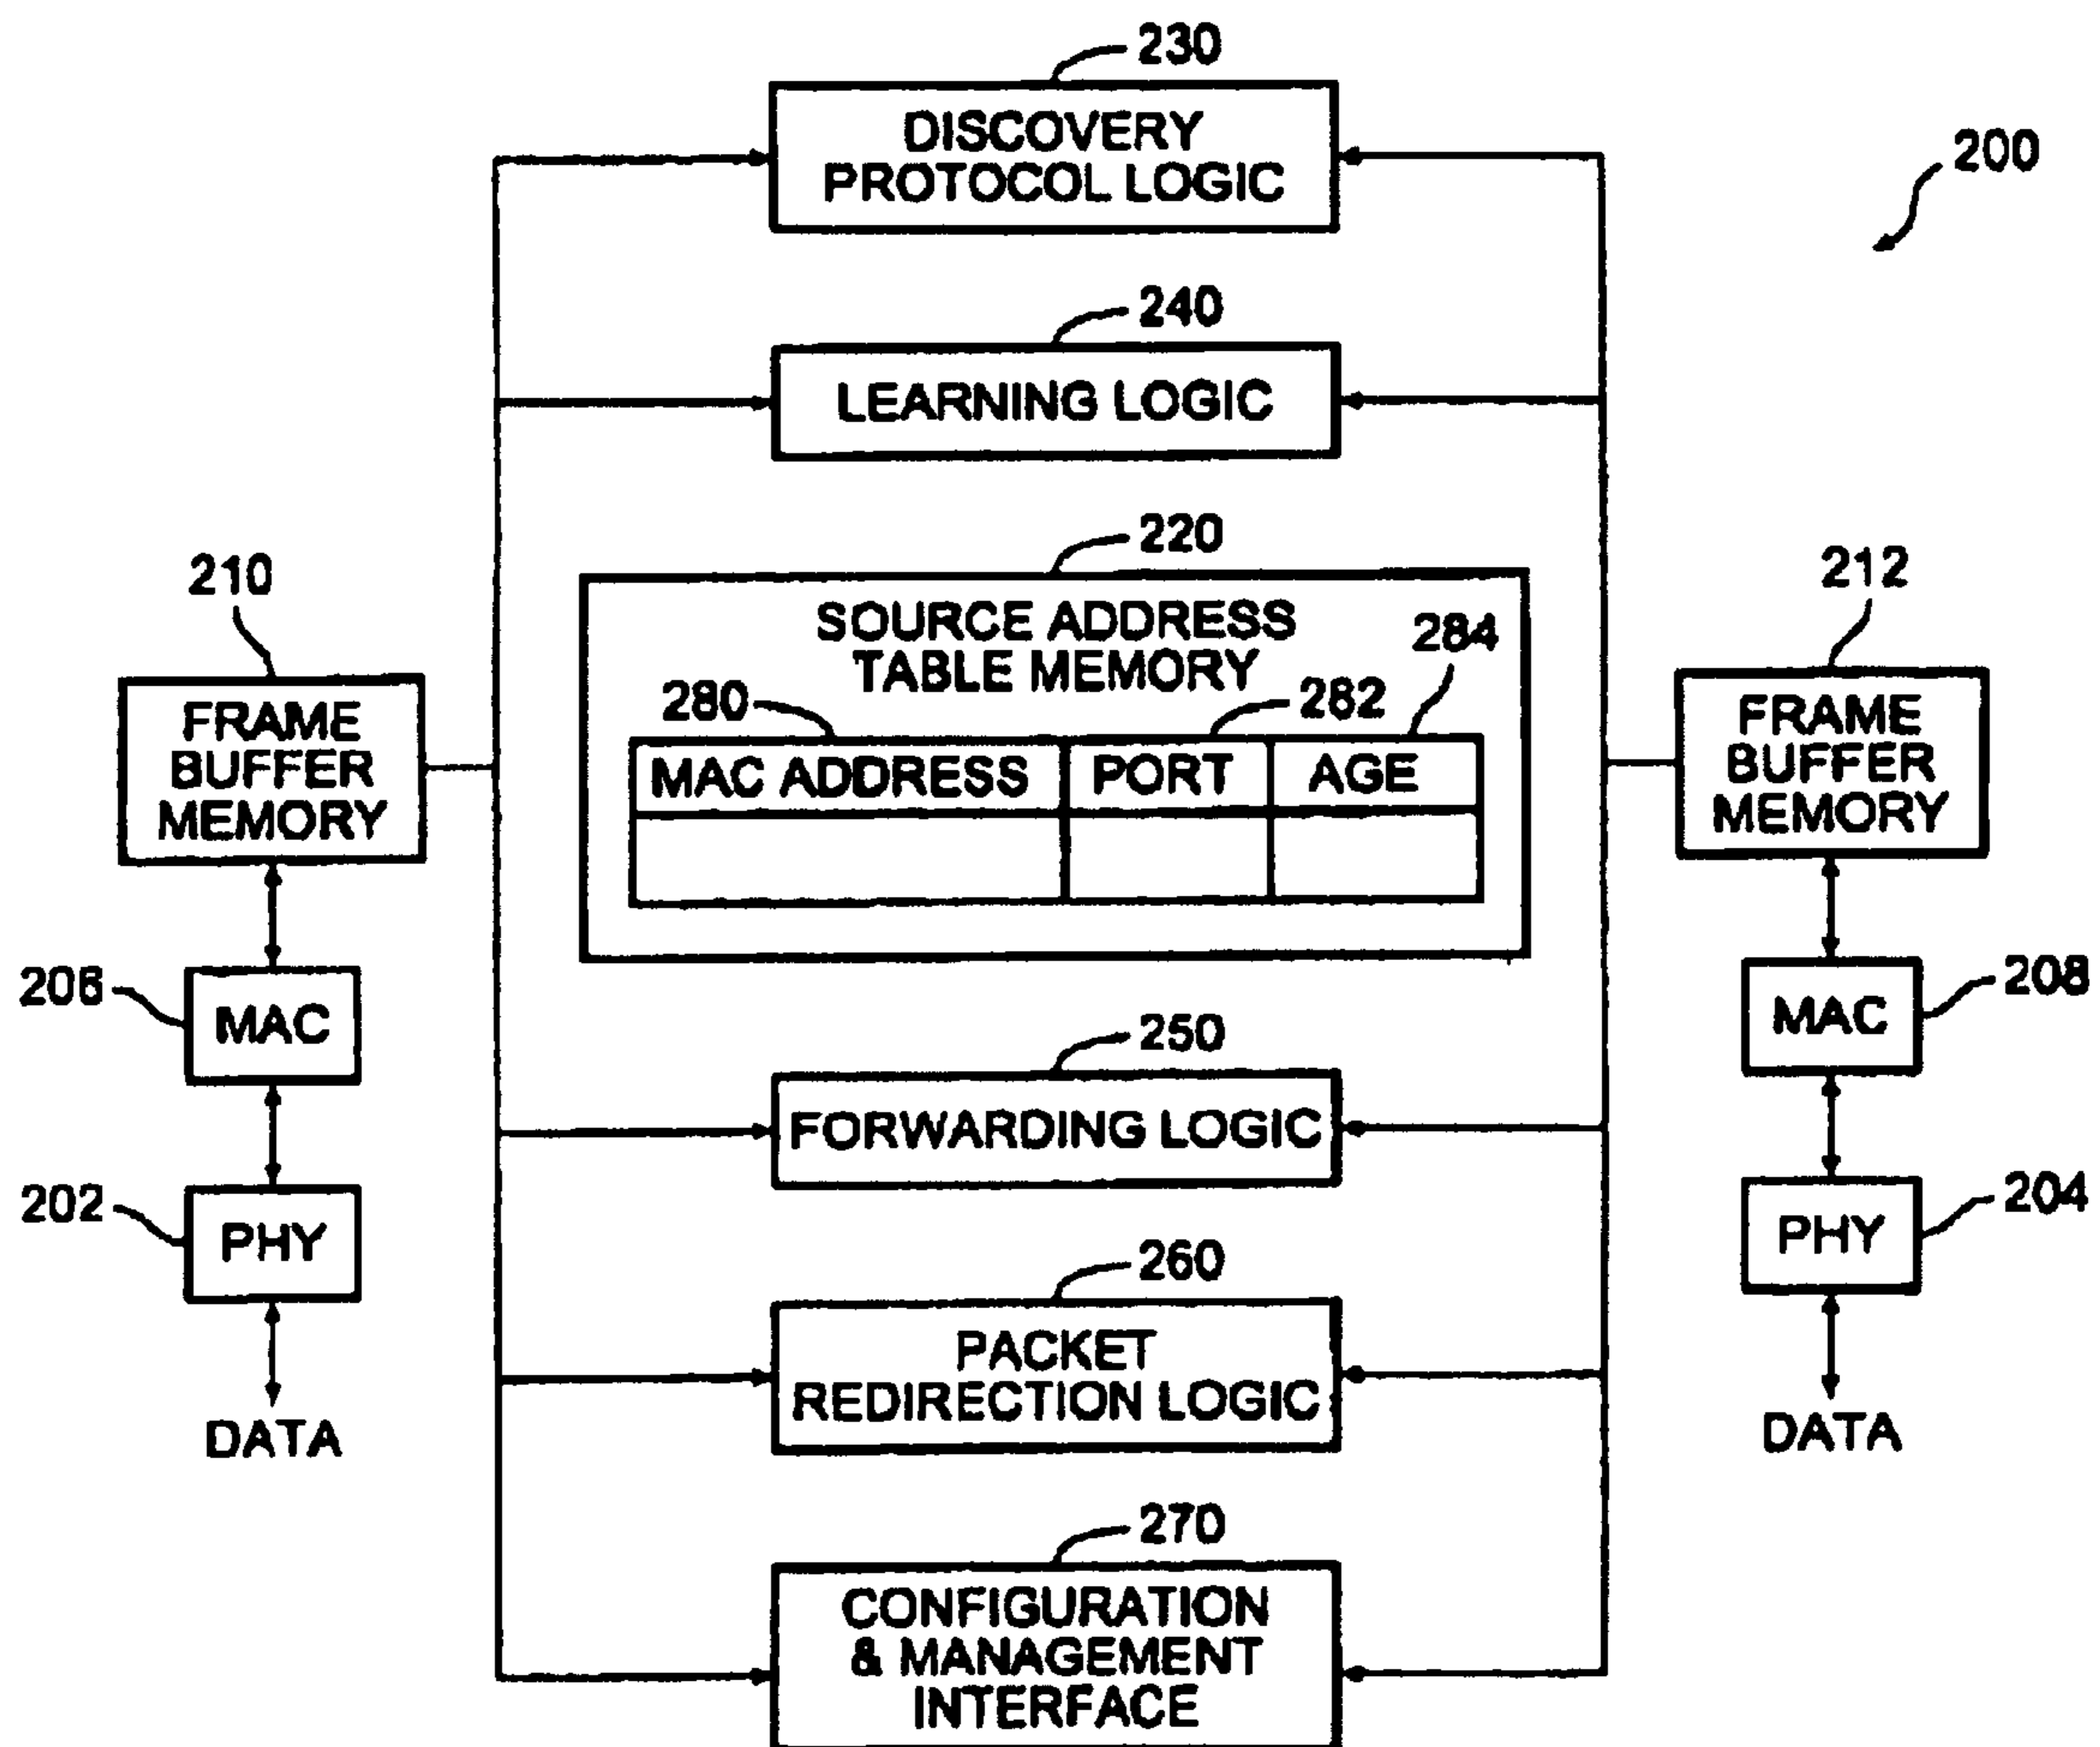 230
DISCOVERY
PROTOCOL LOGIC
200
240
LEARNING LOGIC
220
SOURCE ADDRESS
TABLE MEMORY
280
282
284
MAC ADDRESS
PORT
AGE
210
FRAME
BUFFER
MEMORY
212
FRAME
BUFFER
MEMORY
206
MAC
208
MAC
250
FORWARDING LOGIC
202
PHY
204
PHY
260
PACKET
REDIRECTION LOGIC
DATA
DATA
270
CONFIGURATION
& MANAGEMENT
INTERFACE